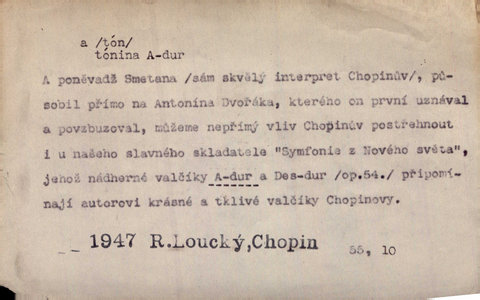 a /tón/
tónina A-dur
A poněvadž Smetana /sám skvělý interpret Chopinův/, pů-
sobil přímo na Antonína Dvořáka, kterého on první uznával
a povzbuzoval, můžeme nepřímý vliv Chopinův postřehnout
i u našeho slavného skladatele "Symfonie z Nového světa",
jehož nádherné valčíky A-dur a Des-dur /op.54./ připomí-
nají autorovi krásné a tklivé valčíky Chopinovy.
1947 R.Loucký,Chopin 55, 10